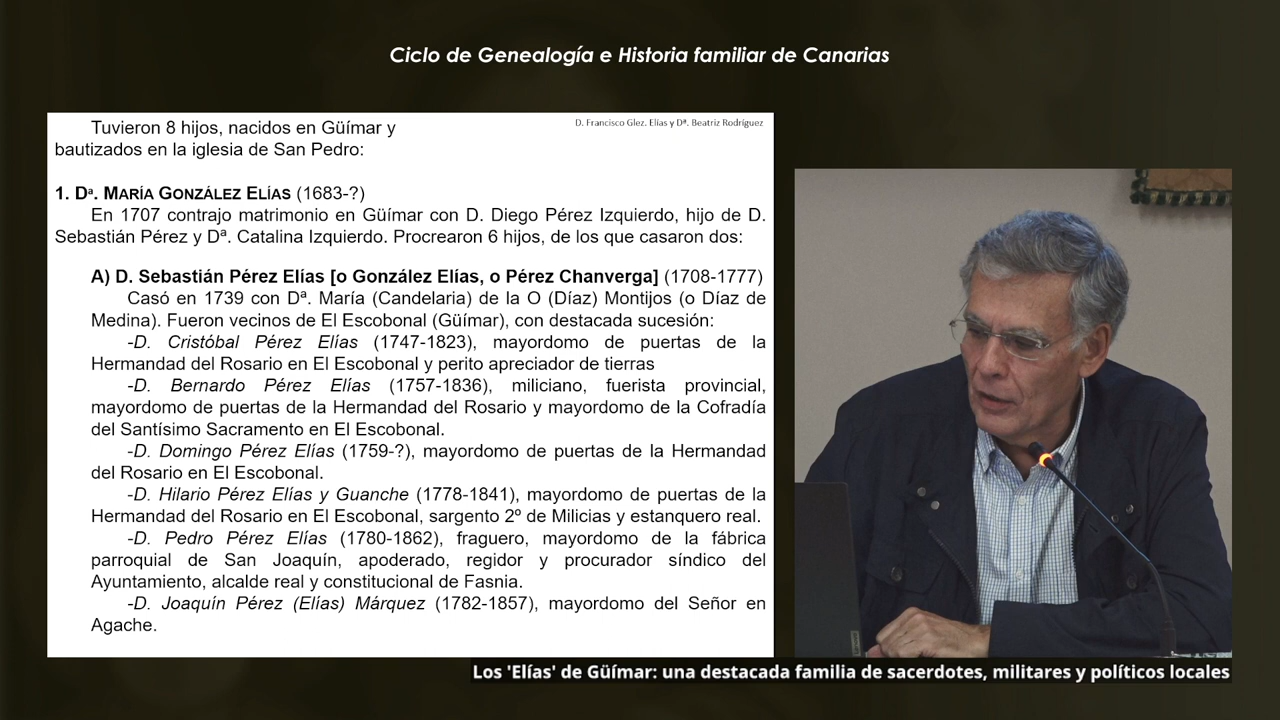 Ciclo de Genealogía e Historia familiar de Canarias
D. Francisco Glez. Elías y Dª. Beatriz Rodríguez
Tuvieron 8 hijos, nacidos en Güímar y
bautizados en la iglesia de San Pedro:
1. Dª. MARÍA GONZÁLEZ ELÍAS (1683-?)
En 1707 contrajo matrimonio en Güímar con D. Diego Pérez Izquierdo, hijo de D.
Sebastián Pérez y Dª. Catalina Izquierdo. Procrearon 6 hijos, de los que casaron dos:
A) D. Sebastián Pérez Elías [o González Elías, o Pérez Chanverga] (1708-1777)
Casó en 1739 con Dª. María (Candelaria) de la O (Díaz) Montijos (o Díaz de
Medina). Fueron vecinos de El Escobonal (Güímar), con destacada sucesión:
-D. Cristóbal Pérez Elías (1747-1823), mayordomo de puertas de la
Hermandad del Rosario en El Escobonal y perito apreciador de tierras
-D. Bernardo Pérez Elías (1757-1836), miliciano, fuerista provincial,
mayordomo de puertas de la Hermandad del Rosario y mayordomo de la Cofradía
del Santísimo Sacramento en El Escobonal.
-D. Domingo Pérez Elías (1759-?), mayordomo de puertas de la Hermandad
del Rosario en El Escobonal.
-D. Hilario Pérez Elías y Guanche (1778-1841), mayordomo de puertas de la
Hermandad del Rosario en El Escobonal, sargento 2º de Milicias y estanquero real.
-D. Pedro Pérez Elías (1780-1862), fraguero, mayordomo de la fábrica
parroquial de San Joaquín, apoderado, regidor y procurador síndico del
Ayuntamiento, alcalde real y constitucional de Fasnia.
-D. Joaquín Pérez (Elías) Márquez (1782-1857), mayordomo del Señor en
Agache.
Los 'Elías' de Güímar: una destacada familia de sacerdotes, militares y políticos locales